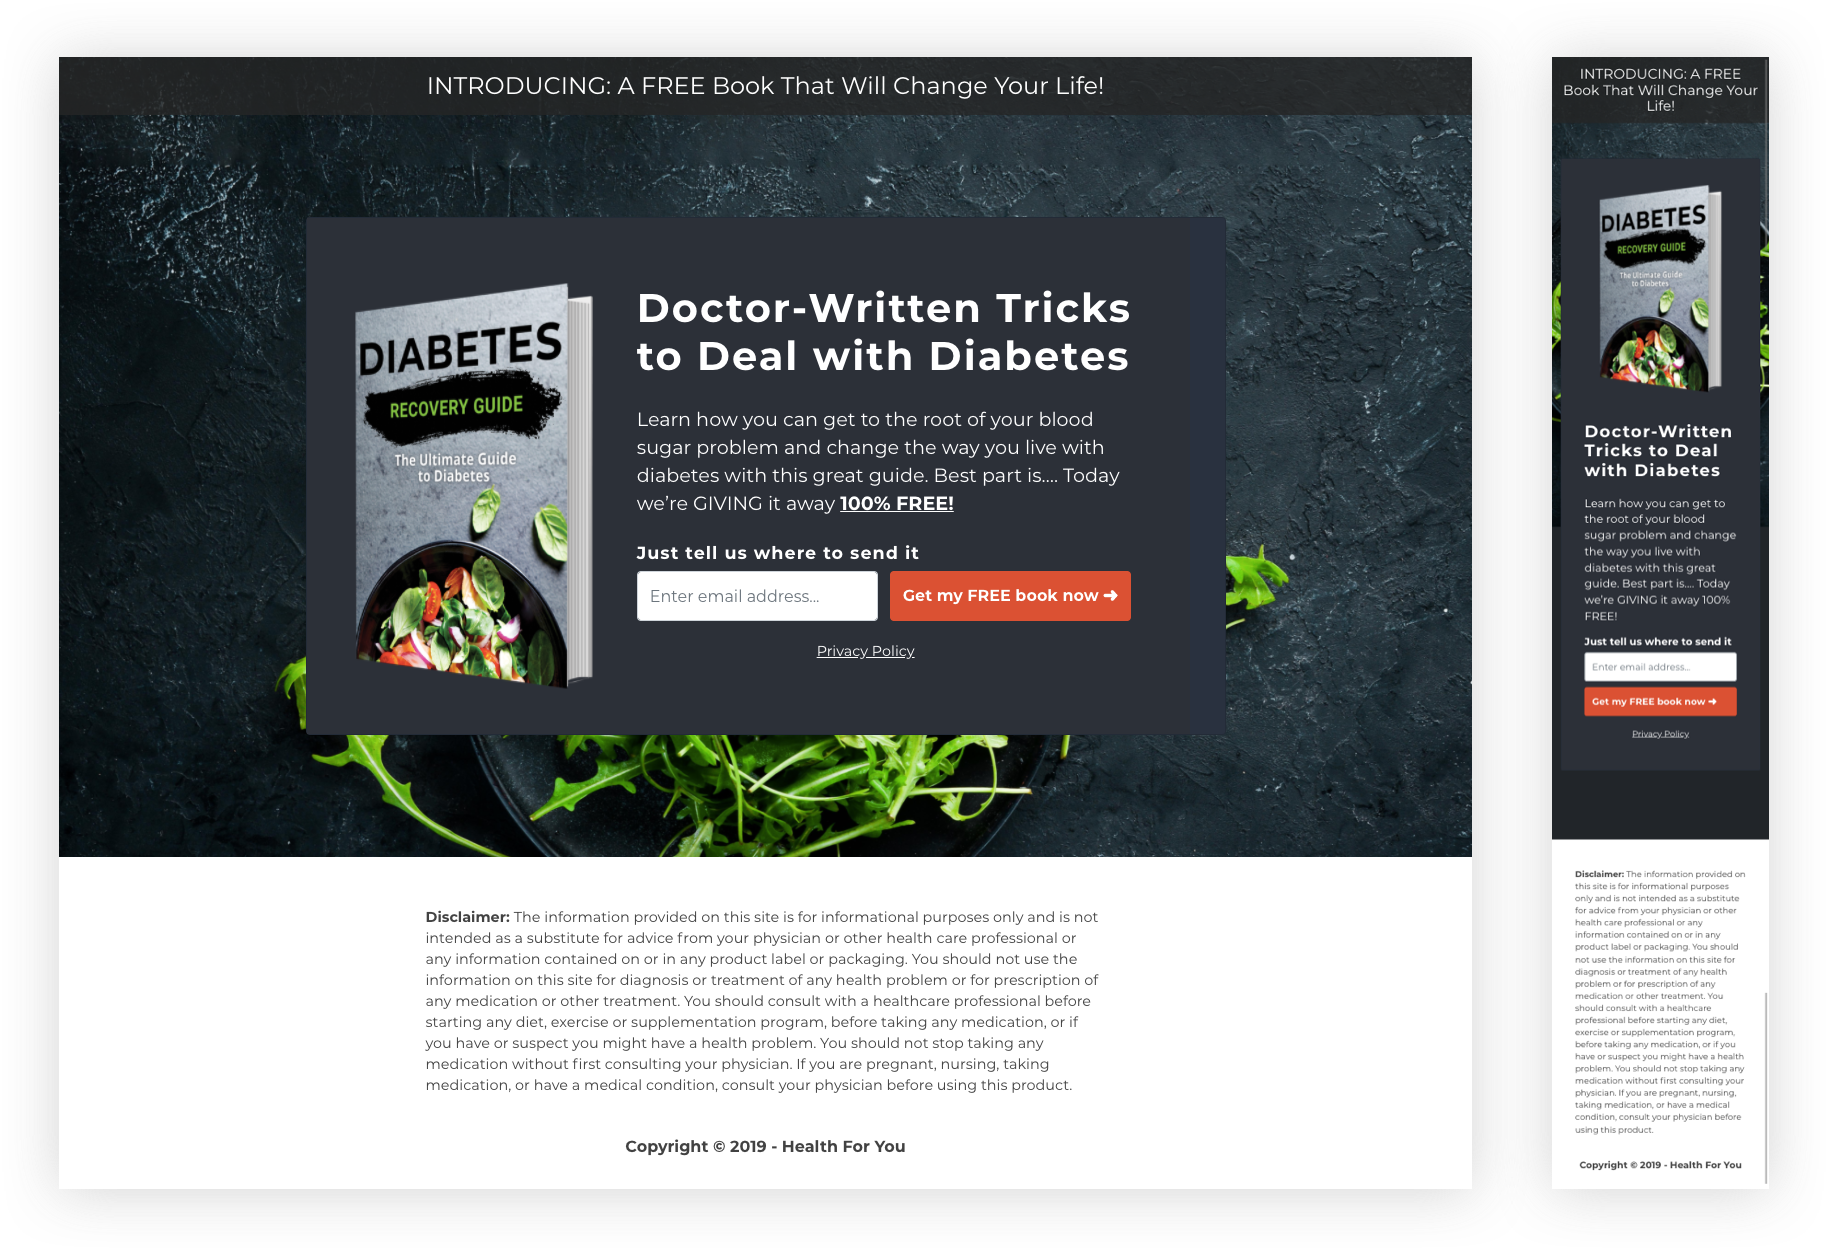 INTRODUCING: A FREE Book That Will Change Your Life!
DIABETES
RECOVERY GUIDE
The Ultimate Guide
to Diabetes
Doctor-Written Tricks
to Deal with Diabetes
Learn how you can get to the root of your blood
sugar problem and change the way you live with
diabetes with this great guide. Best part is.... Today
we’re GIVING it away 100% FREE!
Just tell us where to send it
Enter email address...
Get my FREE book now ➜
Privacy Policy
Disclaimer: The information provided on this site is for informational purposes only and is not
intended as a substitute for advice from your physician or other health care professional or
any information contained on or in any product label or packaging. You should not use the
information on this site for diagnosis or treatment of any health problem or for prescription of
any medication or other treatment. You should consult with a healthcare professional before
starting any diet, exercise or supplementation program, before taking any medication, or if
you have or suspect you might have a health problem. You should not stop taking any
medication without first consulting your physician. If you are pregnant, nursing, taking
medication, or have a medical condition, consult your physician before using this product.
Copyright © 2019 - Health For You
INTRODUCING: A FREE
Book That Will Change Your
Life!
DIABETES
RECOVERY GUIDE
The Ultimate Guide
to Diabetes
Doctor-Written
Tricks to Deal
with Diabetes
Learn how you can get to
the root of your blood
sugar problem and change
the way you live with
diabetes with this great
guide. Best part is.... Today
we’re GIVING it away 100%
FREE!
Just tell us where to send it
Enter email address...
Get my FREE book now ➜
Privacy Policy
Disclaimer: The information provided on
this site is for informational purposes
only and is not intended as a substitute
for advice from your physician or other
health care professional or any
information contained on or in any
product label or packaging. You should
not use the information on this site for
diagnosis or treatment of any health
problem or for prescription of any
medication or other treatment. You
should consult with a healthcare
professional before starting any diet,
exercise or supplementation program,
before taking any medication, or if you
have or suspect you might have a health
problem. You should not stop taking any
medication without first consulting your
physician. If you are pregnant, nursing,
taking medication, or have a medical
condition, consult your physician before
using this product.
Copyright © 2019 - Health For You